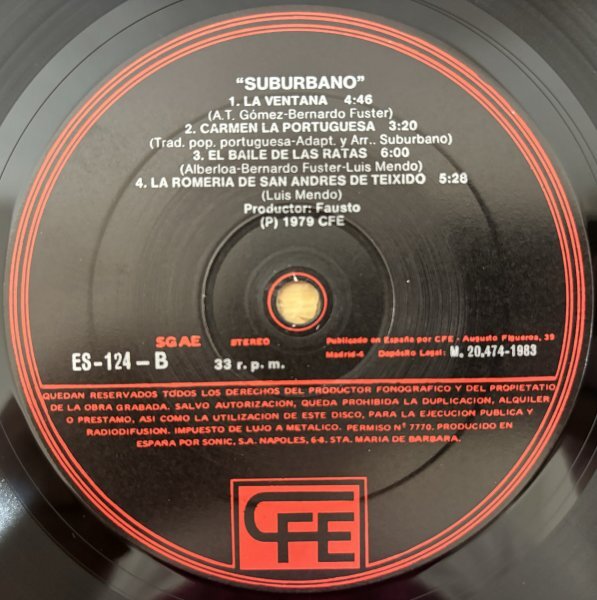 "SUBURBANO"
1. LA VENTANA 4:46
(A.T. Gómez-Bernardo Fuster)
2. CARMEN LA PORTUGUESA 3:20
(Trad. pop. portuguesa-Adapt. y Arr.. Suburbano)
3. EL BAILE DE LAS RATAS 6:00
(Alberloa-Bernardo Fuster-Luis Mendo)
4. LA ROMERIA DE SAN ANDRES DE TEIXIDO 5:28
(Luis Mendo)
Productor: Fausto
(P) 1979 CFE
SGAE STEREO Publicado en España por CFE - Augusto Figueroa, 39
Madrid-4 Depósito Legal: M. 20.474-1983
ES-124-B 33 r.p.m.
QUEDAN RESERVADOS TODOS LOS DERECHOS DEL PRODUCTOR FONOGRAFICO Y DEL PROPIETATIO
DE LA OBRA GRABADA. SALVO AUTORIZACION, QUEDA PROHIBIDA LA DUPLICACION, ALQUILER
O PRESTAMO, ASI COMO LA UTILIZACION DE ESTE DISCO, PARA LA EJECUCION PUBLICA Y
RADIODIFUSION. IMPUESTO DE LUJO A METALICO. PERMISO Nº 7770. PRODUCIDO EN
ESPAÑA POR SONIC, S.A. NAPOLES, 6-8. STA. MARIA DE BARBARA.
CFE